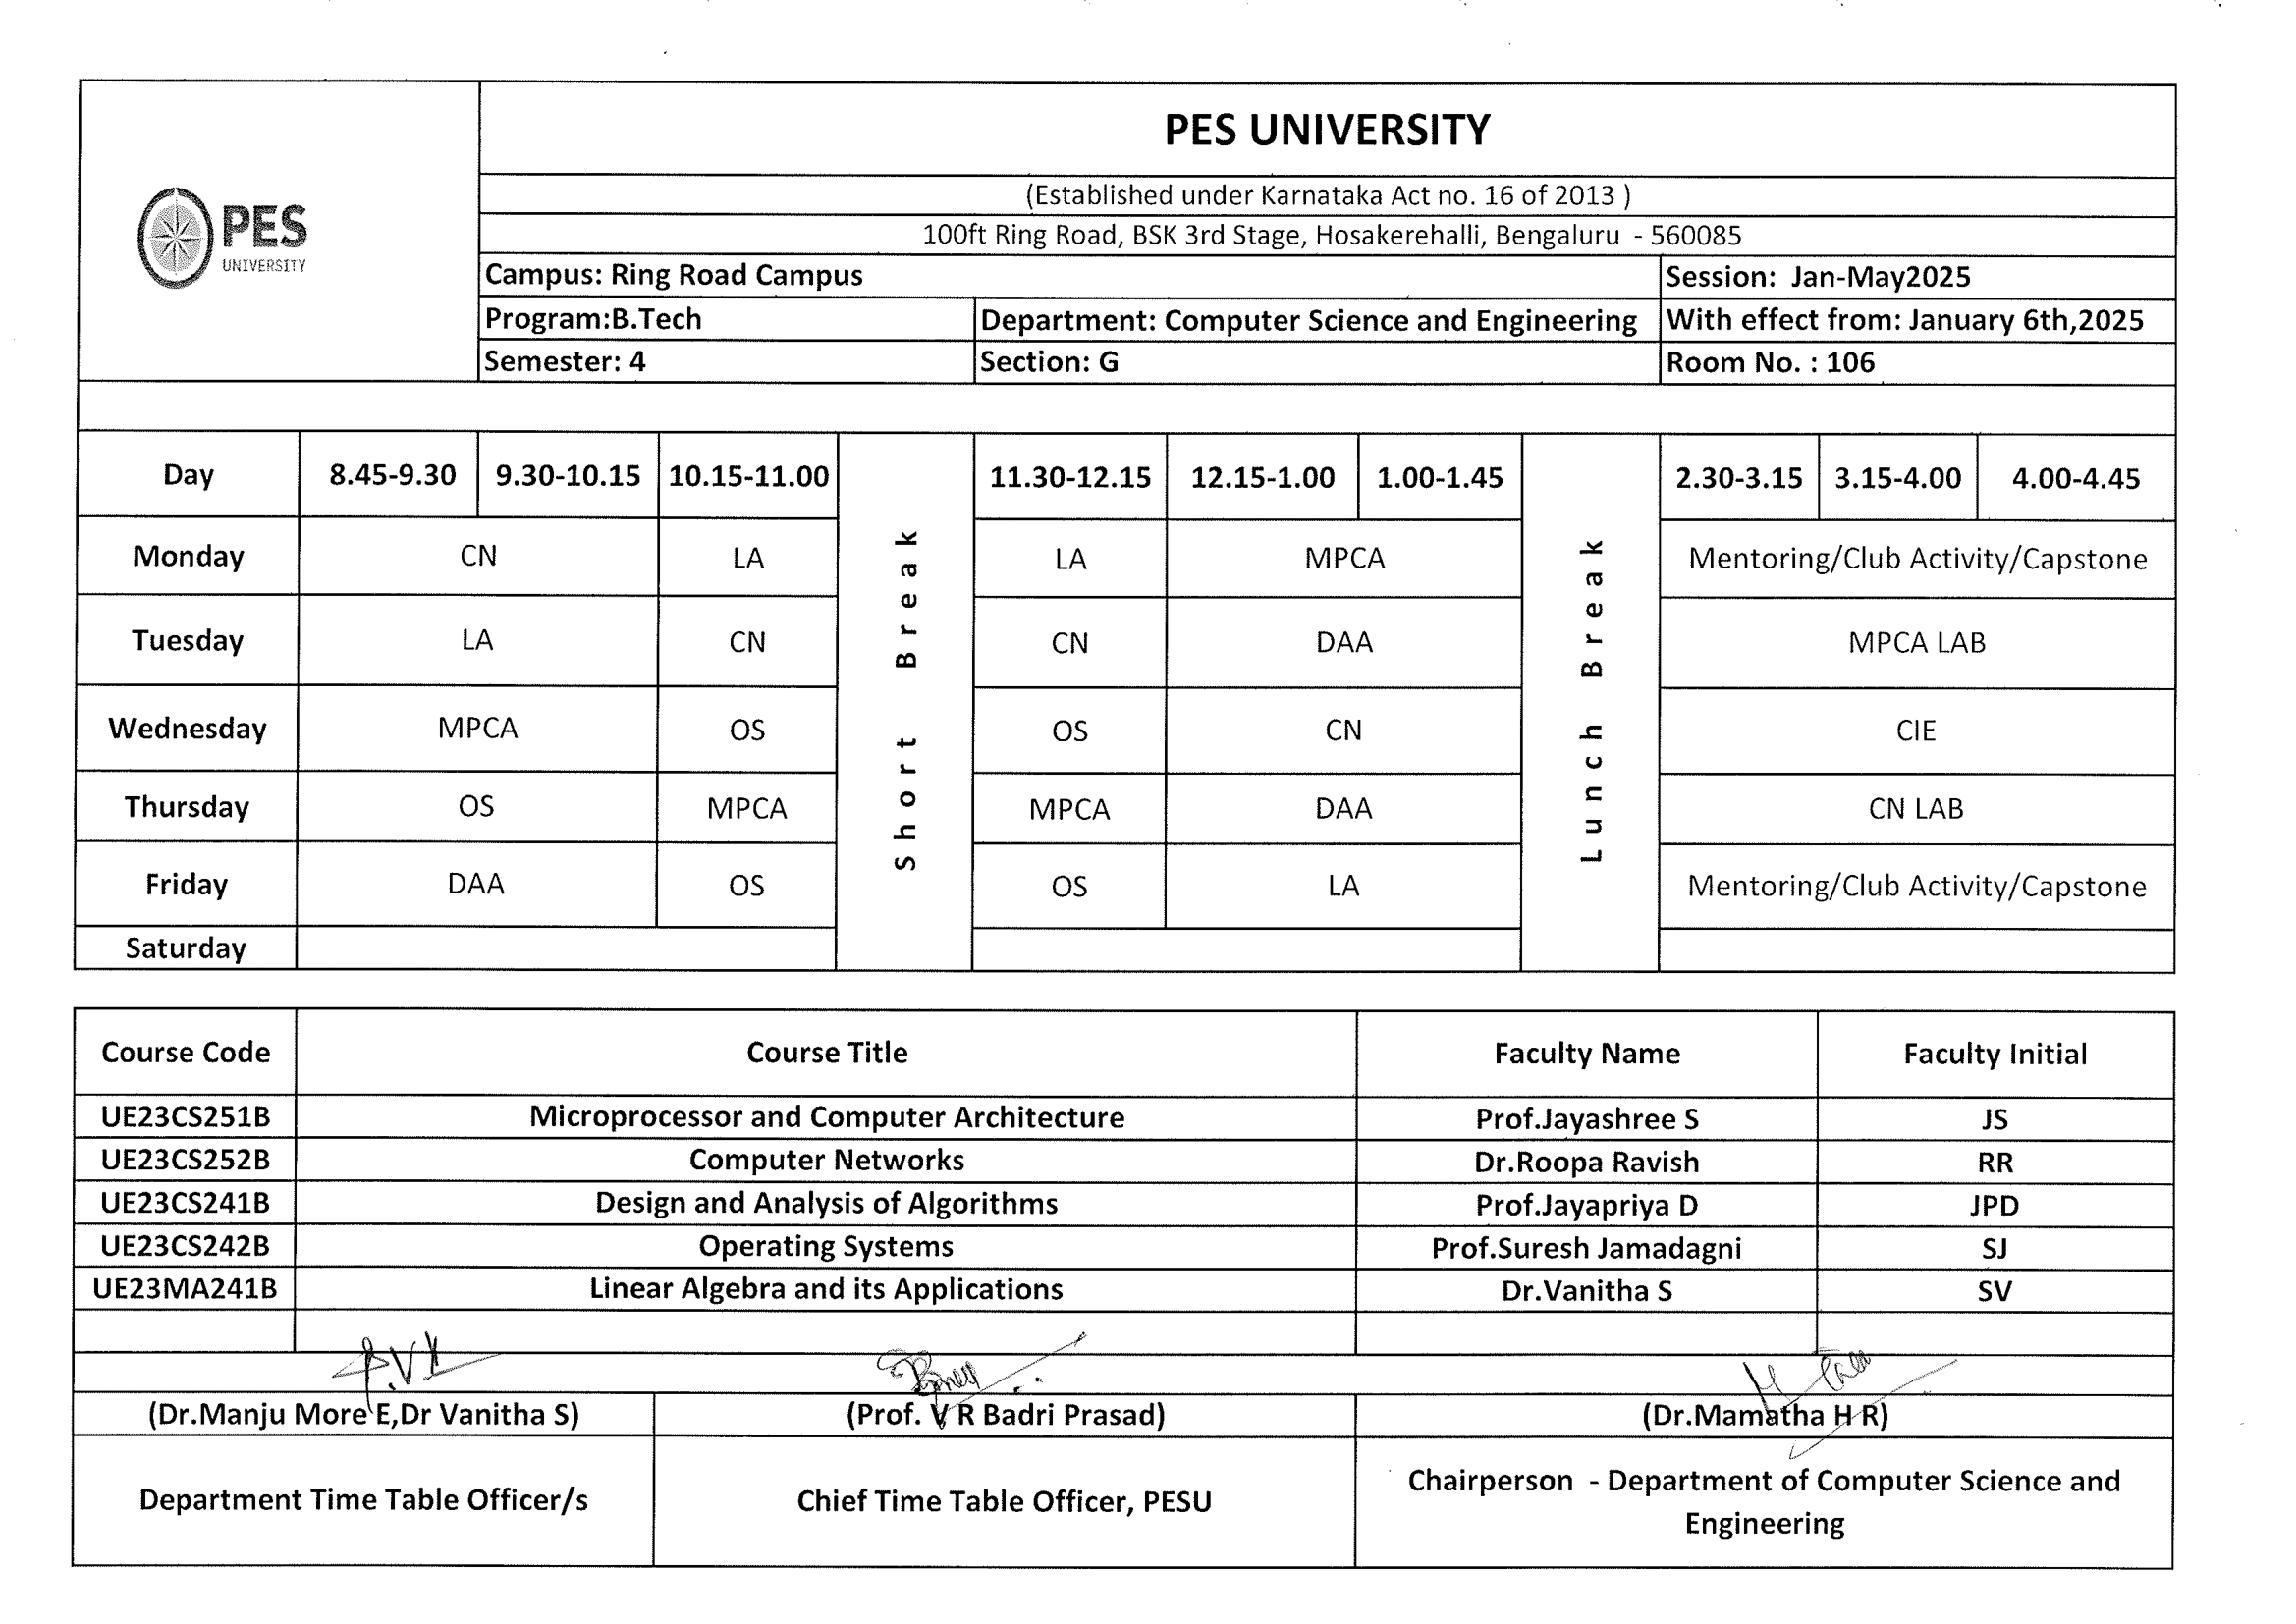 PES UNIVERSITY
(Established under Karnataka Act no. 16 of 2013 )
PES
UNIVERSITY
100ft Ring Road, BSK 3rd Stage, Hosakerehalli, Bengaluru - 560085
Campus: Ring Road Campus Session: Jan-May2025
Program:B.Tech Department: Computer Science and Engineering With effect from: January 6th,2025
Semester: 4 Section: G Room No. : 106
Day 8.45-9.30 9.30-10.15 10.15-11.00 Short Break 11.30-12.15 12.15-1.00 1.00-1.45 Lunch Break 2.30-3.15 3.15-4.00 4.00-4.45
Monday CN LA LA MPCA Mentoring/Club Activity/Capstone
Tuesday LA CN CN DAA MPCA LAB
Wednesday MPCA OS OS CN CIE
Thursday OS MPCA MPCA DAA CN LAB
Friday DAA OS OS LA Mentoring/Club Activity/Capstone
Saturday
Course Code Course Title Faculty Name Faculty Initial
UE23CS251B Microprocessor and Computer Architecture Prof.Jayashree S JS
UE23CS252B Computer Networks Dr.Roopa Ravish RR
UE23CS241B Design and Analysis of Algorithms Prof.Jayapriya D JPD
UE23CS242B Operating Systems Prof.Suresh Jamadagni SJ
UE23MA241B Linear Algebra and its Applications Dr.Vanitha S SV
(Dr.Manju More E,Dr Vanitha S) (Prof. V R Badri Prasad) (Dr.Mamatha H R)
Department Time Table Officer/s Chief Time Table Officer, PESU Chairperson - Department of Computer Science and
Engineering